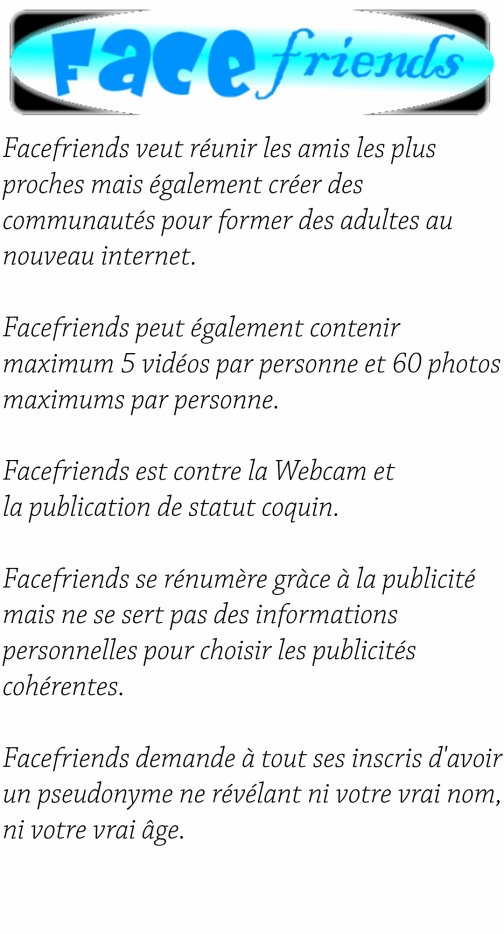 Face friends
Facefriends veut réunir les amis les plus
proches mais également créer des
communautés pour former des adultes au
nouveau internet.
Facefriends peut également contenir
maximum 5 vidéos par personne et 60 photos
maximums par personne.
Facefriends est contre la Webcam et
la publication de statut coquin.
Facefriends se rénumère gràce à la publicité
mais ne se sert pas des informations
personnelles pour choisir les publicités
cohérentes.
Facefriends demande à tout ses inscris d'avoir
un pseudonyme ne révélant ni votre vrai nom,
ni votre vrai âge.